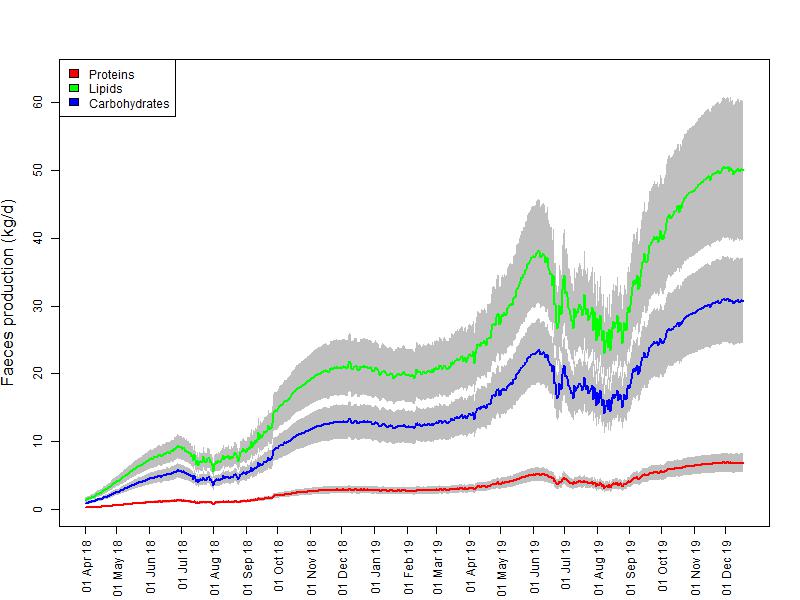 Proteins
Lipids
Carbohydrates
Faeces production (kg/d)
60
50
40
30
20
10
0
01 Apr 18
01 May 18
01 Jun 18
01 Jul 18
01 Aug 18
01 Sep 18
01 Oct 18
01 Nov 18
01 Dec 18
01 Jan 19
01 Feb 19
01 Mar 19
01 Apr 19
01 May 19
01 Jun 19
01 Jul 19
01 Aug 19
01 Sep 19
01 Oct 19
01 Nov 19
01 Dec 19